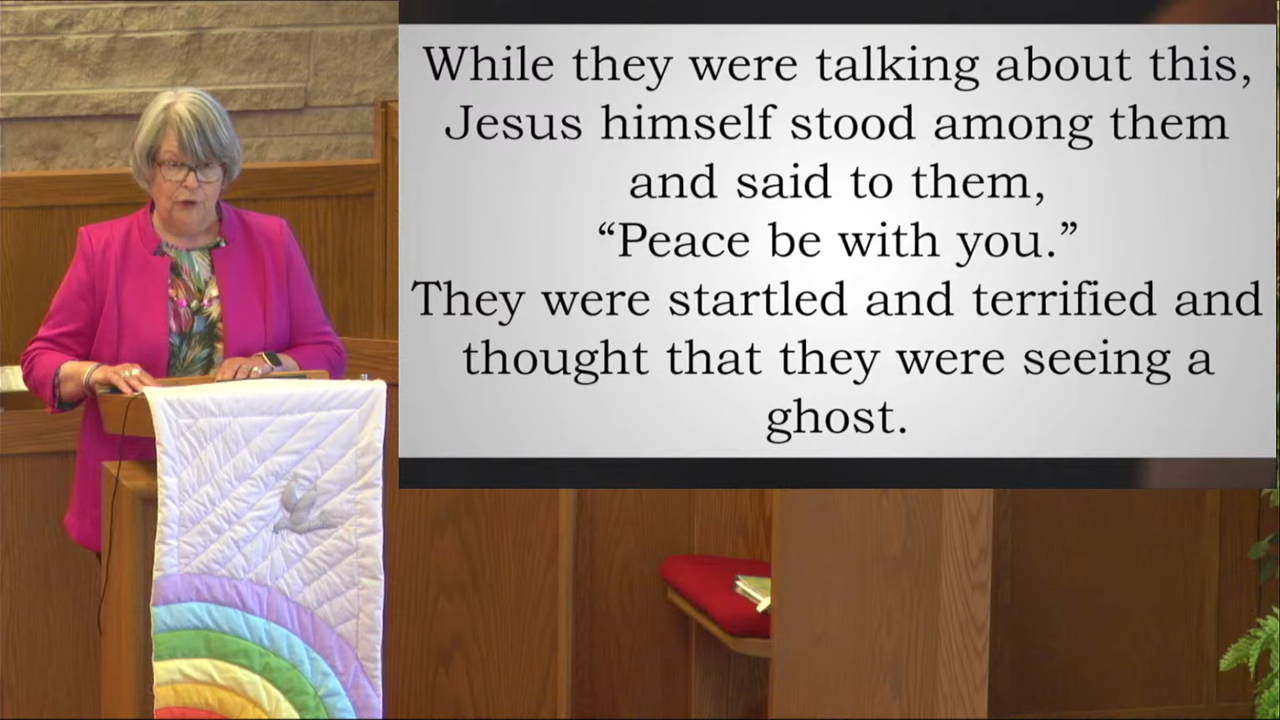 While they were talking about this,
Jesus himself stood among them
and said to them,
“Peace be with you.”
They were startled and terrified and
thought that they were seeing a
ghost.